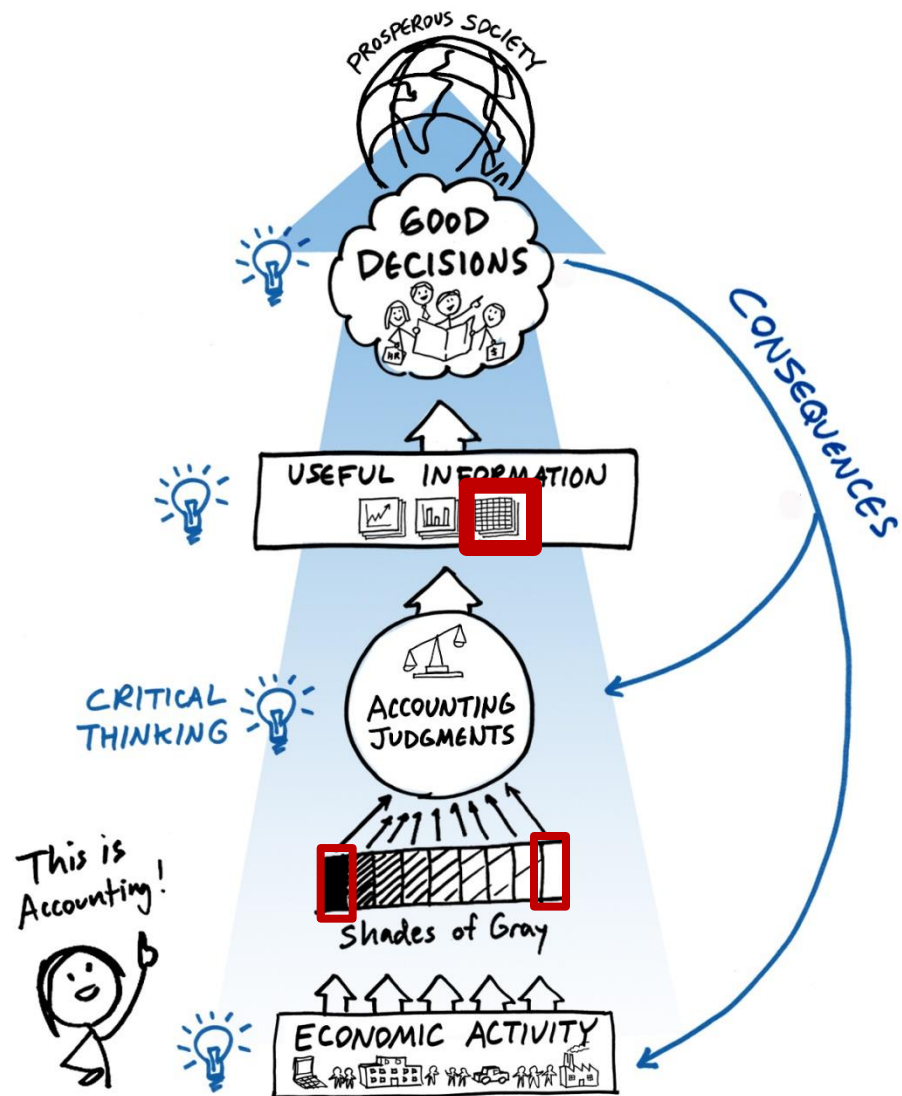 PROSPEROUS SOCIETY
GOOD
DECISIONS
HR
$
CONSEQUENCES
USEFUL INFORMATION
CRITICAL
THINKING
ACCOUNTING
JUDGMENTS
This is
Accounting!
Shades of Gray
ECONOMIC ACTIVITY